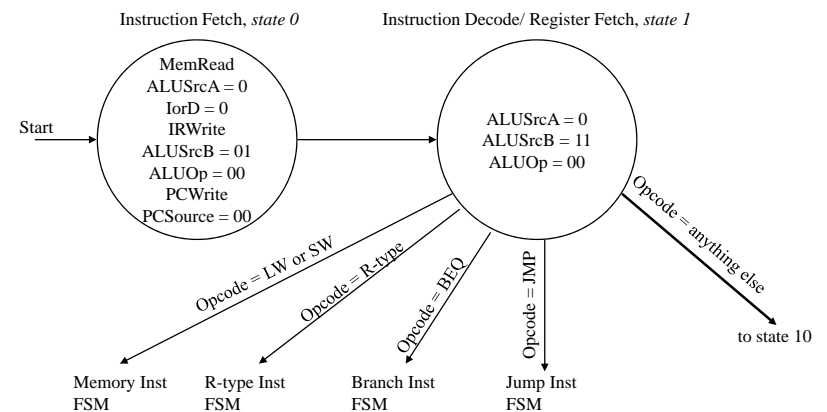 Instruction Fetch, state 0
Instruction Decode/ Register Fetch, state 1
Start
MemRead
ALUSrcA = 0
IorD = 0
IRWrite
ALUSrcB = 01
ALUOp = 00
PCWrite
PCSource = 00
ALUSrcA = 0
ALUSrcB = 11
ALUOp = 00
Opcode = LW or SW
Opcode = R-type
Opcode = BEQ
Opcode = JMP
Opcode = anything else
to state 10
Memory Inst
FSM
R-type Inst
FSM
Branch Inst
FSM
Jump Inst
FSM